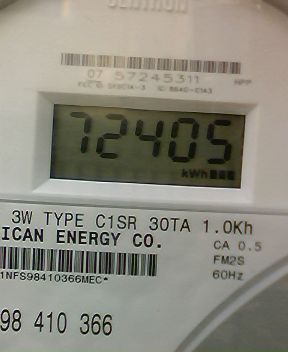 SENTRON
07 57245311
72405
kWh
3W TYPE C1SR 30TA 1.0Kh
ICAN ENERGY CO.
CA 0.5
FM2S
1NFS98410366MEC*
60Hz
98 410 366